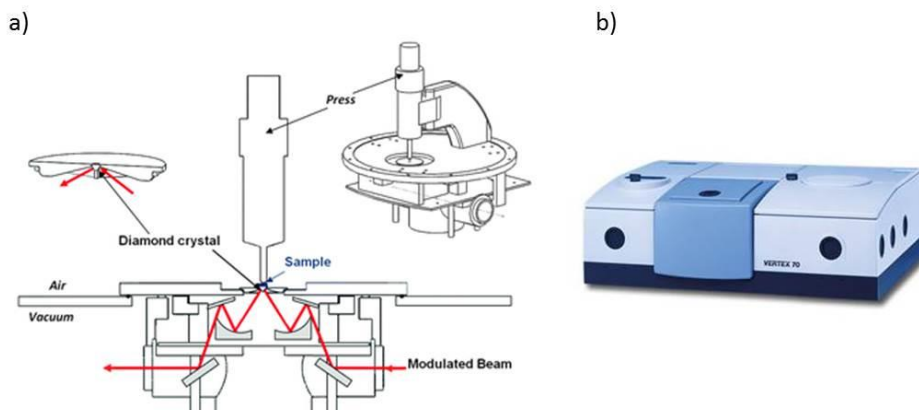 a)
b)
Press
Diamond crystal
Sample
Air
Vacuum
Modulated Beam
VERTEX 70